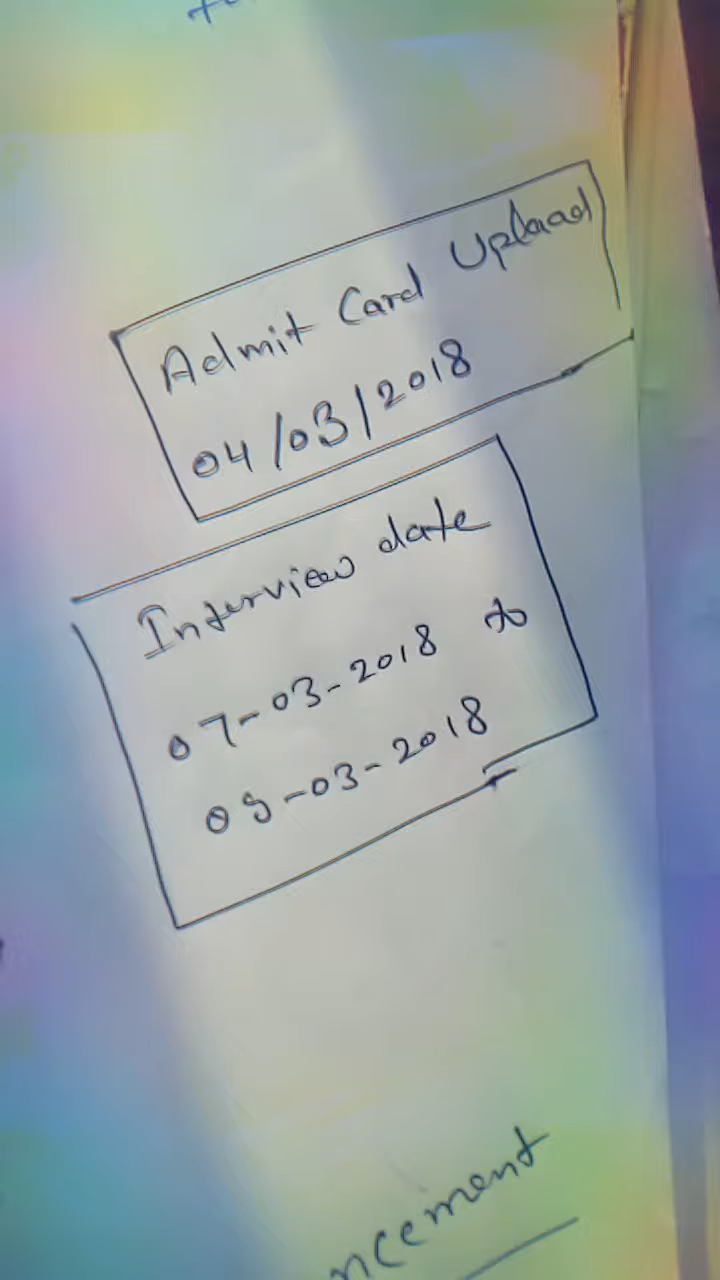 Admit Card Upload
04/03/2018
Interview date
07-03-2018 to
09-03-2018
ncement